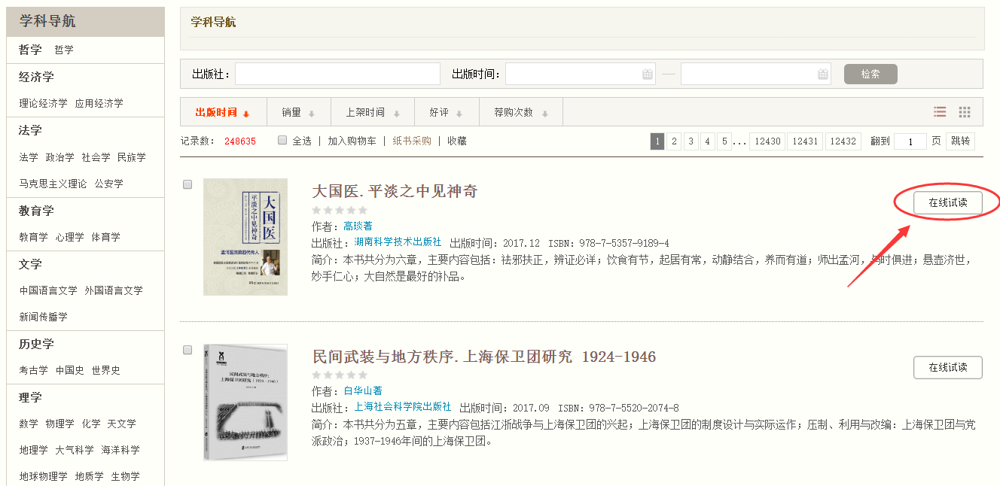 学科导航
哲学 哲学
经济学
理论经济学 应用经济学
法学
法学 政治学 社会学 民族学
马克思主义理论 公安学
教育学
教育学 心理学 体育学
文学
中国语言文学 外国语言文学
新闻传播学
历史学
考古学 中国史 世界史
理学
数学 物理学 化学 天文学
地理学 大气科学 海洋科学
地球物理学 地质学 生物学
学科导航
出版社： 出版时间： — 检索
出版时间 销量 上架时间 好评 荐购次数
记录数： 248635 全选 | 加入购物车 | 纸书采购 | 收藏
1 2 3 4 5 ... 12430 12431 12432 翻到 1 页 跳转
大国医
平淡之中见神奇
孟河医派第四代传人
大国医.平淡之中见神奇
在线试读
作者：高琰著
出版社：湖南科学技术出版社 出版时间：2017.12 ISBN：978-7-5357-9189-4
简介：本书共分为六章，主要内容包括：祛邪扶正，辨证必详；饮食有节，起居有常，动静结合，养而有道；师出孟河，与时俱进；悬壶济世，
妙手仁心；大自然是最好的补品。
民间武装与地方秩序：
上海保卫团研究（1924—1946）
民间武装与地方秩序.上海保卫团研究 1924-1946
在线试读
作者：白华山著
出版社：上海社会科学院出版社 出版时间：2017.09 ISBN：978-7-5520-2074-8
简介：本书共分为五章，主要内容包括江浙战争与上海保卫团的兴起；上海保卫团的制度设计与实际运作；压制、利用与改编：上海保卫团与党
派政治；1937-1946年间的上海保卫团。